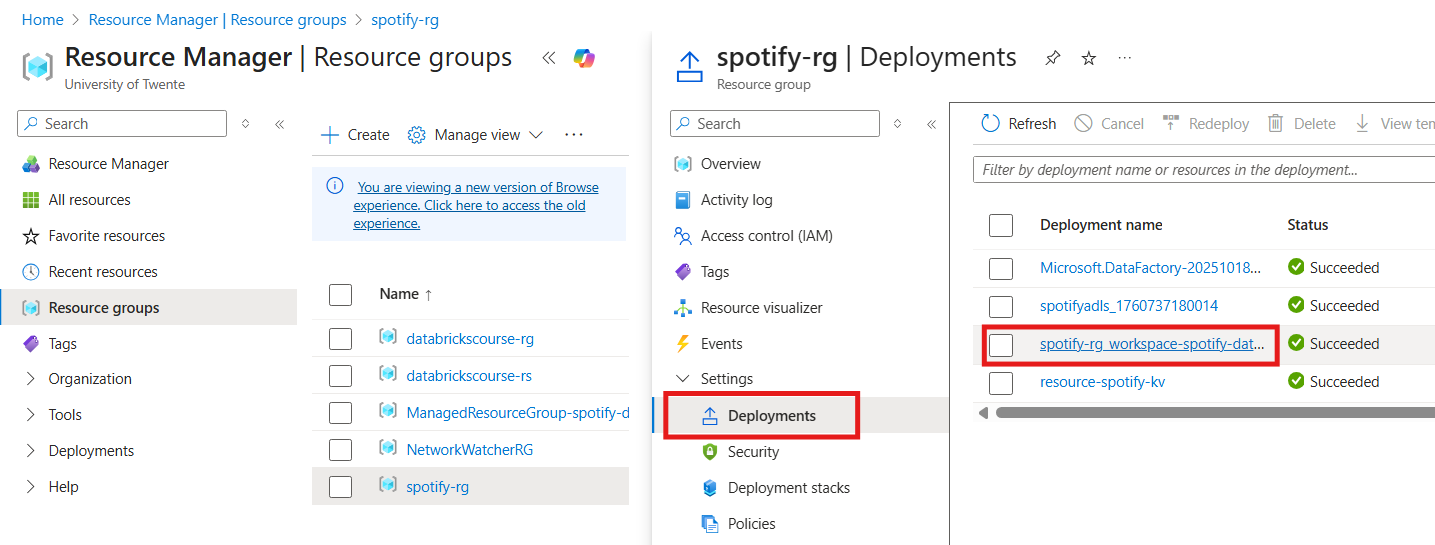 Home > Resource Manager | Resource groups > spotify-rg
Resource Manager | Resource groups
University of Twente
Search
Resource Manager
All resources
Favorite resources
Recent resources
Resource groups
Tags
Organization
Tools
Deployments
Help
Create
Manage view
You are viewing a new version of Browse
experience. Click here to access the old
experience.
Name ↑
databrickscourse-rg
databrickscourse-rs
ManagedResourceGroup-spotify-d
NetworkWatcherRG
spotify-rg
spotify-rg | Deployments
Resource group
Search
Overview
Activity log
Access control (IAM)
Tags
Resource visualizer
Events
Settings
Deployments
Security
Deployment stacks
Policies
Refresh
Cancel
Redeploy
Delete
View ten
Filter by deployment name or resources in the deployment...
Deployment name Status
Microsoft.DataFactory-20251018... Succeeded
spotifyadls_1760737180014 Succeeded
spotify-rg_workspace-spotify-dat... Succeeded
resource-spotify-kv Succeeded